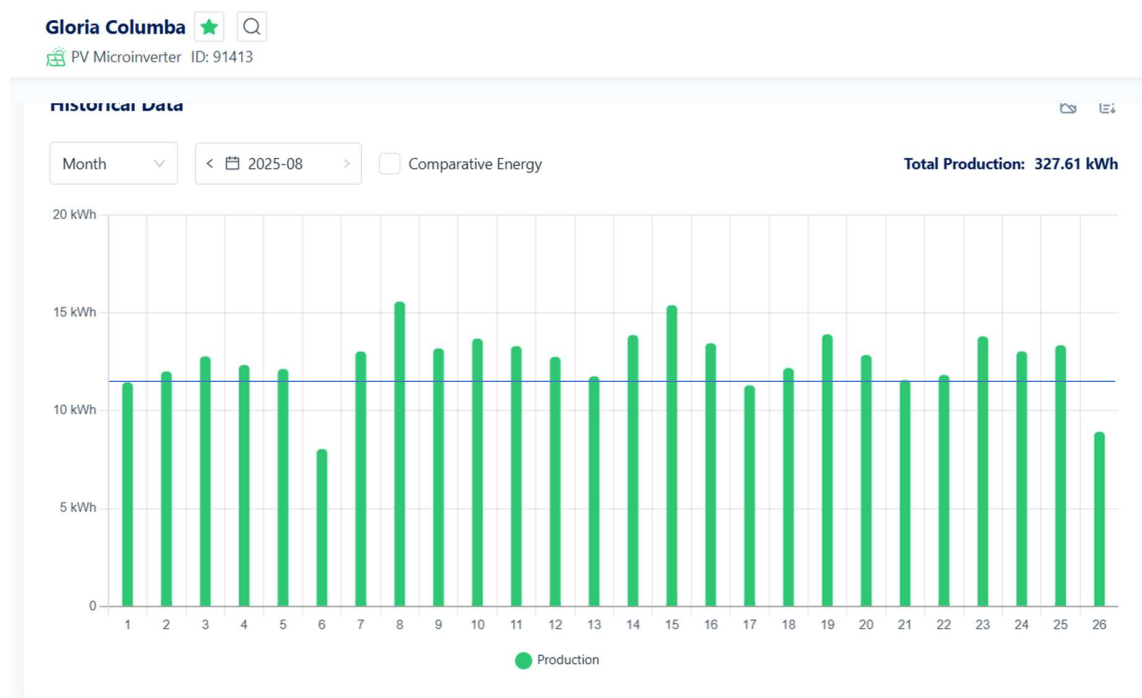 Gloria Columba
PV Microinverter ID: 91413
Historical Data
Month
2025-08
Comparative Energy
Total Production: 327.61 kWh
20 kWh
15 kWh
10 kWh
5 kWh
0
1 2 3 4 5 6 7 8 9 10 11 12 13 14 15 16 17 18 19 20 21 22 23 24 25 26
Production